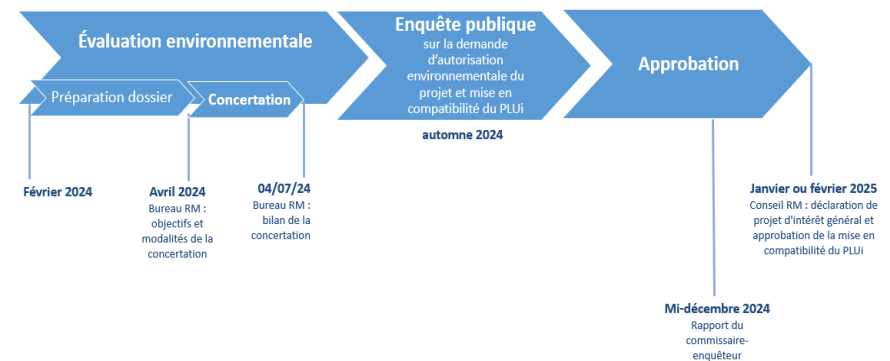 Évaluation environnementale
Préparation dossier
Concertation
Enquête publique
sur la demande
d'autorisation
environnementale du
projet et mise en
compatibilité du PLUi
automne 2024
Approbation
Février 2024
Avril 2024
Bureau RM :
objectifs et
modalités de la
concertation
04/07/24
Bureau RM :
bilan de la
concertation
Mi-décembre 2024
Rapport du
commissaire-
enquêteur
Janvier ou février 2025
Conseil RM : déclaration de
projet d'intérêt général et
approbation de la mise en
compatibilité du PLUi